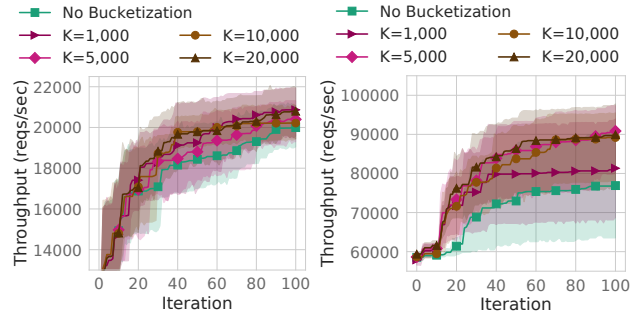 No Bucketization
K=1,000
K=10,000
K=5,000
K=20,000
Throughput (reqs/sec)
22000
20000
18000
16000
14000
0 20 40 60 80 100
Iteration
No Bucketization
K=1,000
K=10,000
K=5,000
K=20,000
Throughput (reqs/sec)
100000
90000
80000
70000
60000
0 20 40 60 80 100
Iteration